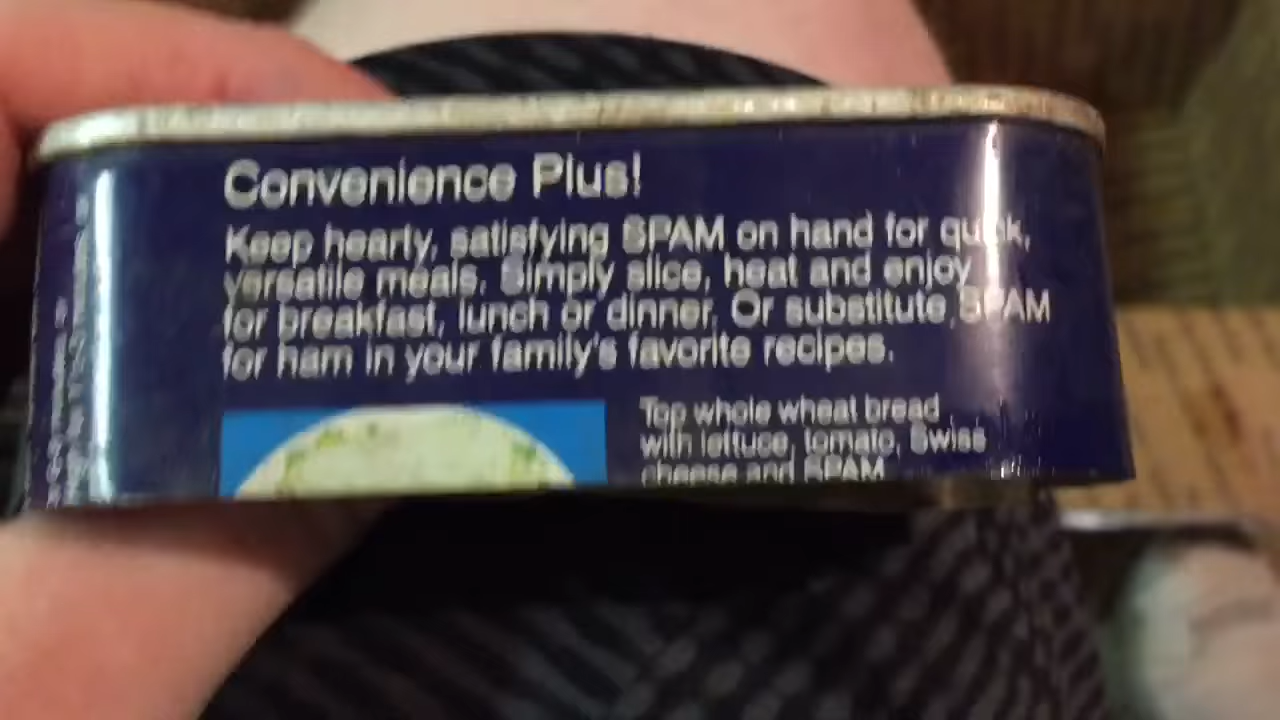 Convenience Plus!
Keep hearty, satisfying SPAM on hand for quick,
versatile meals. Simply slice, heat and enjoy
for breakfast, lunch or dinner. Or substitute SPAM
for ham in your family's favorite recipes.
Top whole wheat bread
with lettuce, tomato, Swiss
cheese and SPAM